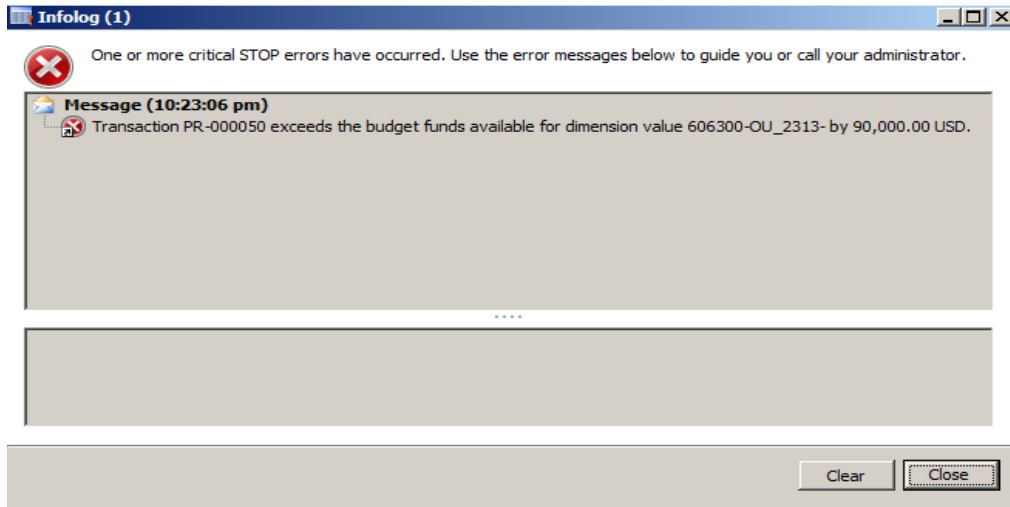 Infolog (1)
One or more critical STOP errors have occurred. Use the error messages below to guide you or call your administrator.
Message (10:23:06 pm)
Transaction PR-000050 exceeds the budget funds available for dimension value 606300-OU_2313- by 90,000.00 USD.
Clear
Close